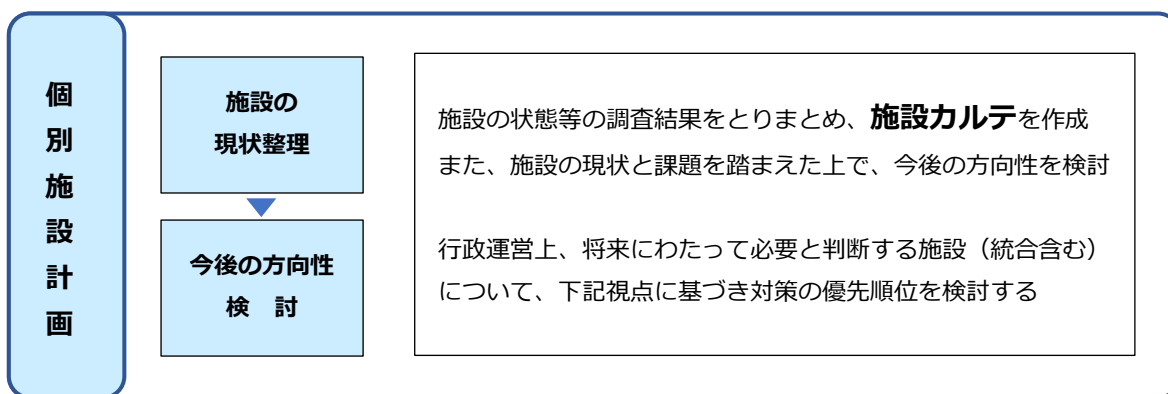 個別施設計画
施設の
現状整理
今後の方向性
検　討
施設の状態等の調査結果をとりまとめ、施設カルテを作成
また、施設の現状と課題を踏まえた上で、今後の方向性を検討
行政運営上、将来にわたって必要と判断する施設（統合含む）
について、下記視点に基づき対策の優先順位を検討する